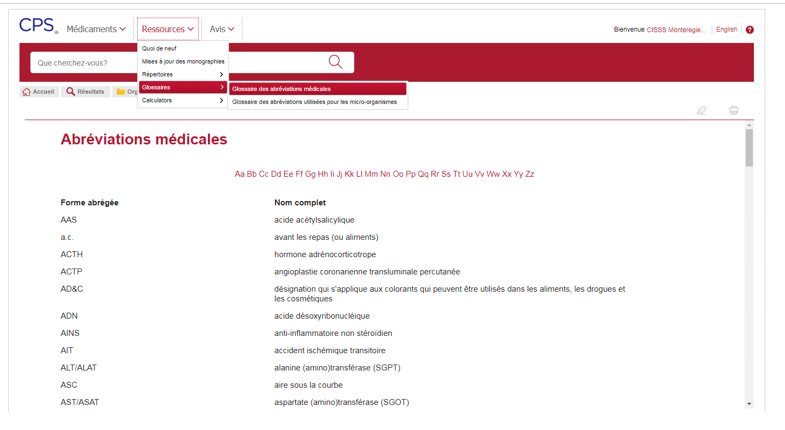 CPS
Médicaments
Ressources
Avis
Bienvenue CISSS Monteregie...
English
?
Quoi de neuf
Mises à jour des monographies
Répertoires
Glossaires
Calculators
Glossaire des abréviations médicales
Glossaire des abréviations utilisées pour les micro-organismes
Que cherchez-vous?
Accueil
Résultats
Org
Abréviations médicales
Aa Bb Cc Dd Ee Ff Gg Hh Ii Jj Kk Ll Mm Nn Oo Pp Qq Rr Ss Tt Uu Vv Ww Xx Yy Zz
Forme abrégée Nom complet
AAS acide acétylsalicylique
a.c. avant les repas (ou aliments)
ACTH hormone adrénocorticotrope
ACTP angioplastie coronarienne transluminale percutanée
AD&C désignation qui s'applique aux colorants qui peuvent être utilisés dans les aliments, les drogues et
les cosmétiques
ADN acide désoxyribonucléique
AINS anti-inflammatoire non stéroïdien
AIT accident ischémique transitoire
ALT/ALAT alanine (amino)transférase (SGPT)
ASC aire sous la courbe
AST/ASAT aspartate (amino)transférase (SGOT)